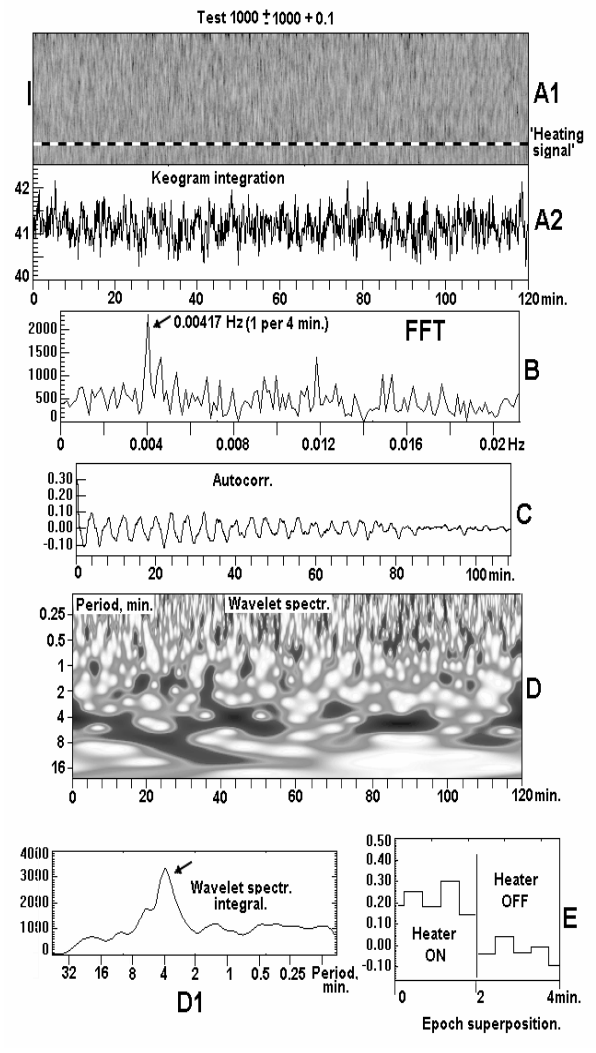 Test 1000 ± 1000 + 0.1
I
A1
'Heating
signal'
Keogram integration
A2
42
41
40
0 20 40 60 80 100 120 min.
0.00417 Hz (1 per 4 min.)
FFT
B
2000
1500
1000
500
0
0 0.004 0.008 0.012 0.016 0.02 Hz
Autocorr.
C
0.30
0.20
0.10
0.00
-0.10
0 20 40 60 80 100 min.
Period, min.
Wavelet spectr.
D
0.25
0.5
1
2
4
8
16
0 20 40 60 80 100 120 min.
4000
3000
2000
1000
0
Wavelet spectr.
integral.
32 16 8 4 2 1 0.5 0.25 Period,
min.
D1
0.50
0.40
0.30
0.20
0.10
0.00
-0.10
Heater
OFF
Heater
ON
E
0 2 4 min.
Epoch superposition.